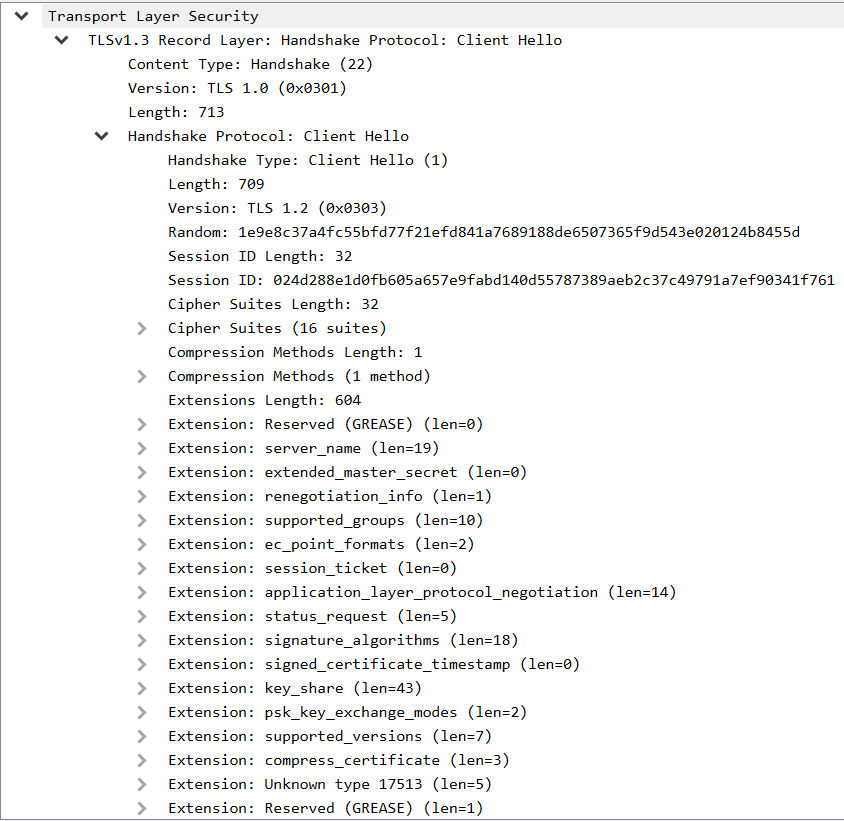 Transport Layer Security
TLSv1.3 Record Layer: Handshake Protocol: Client Hello
Content Type: Handshake (22)
Version: TLS 1.0 (0x0301)
Length: 713
Handshake Protocol: Client Hello
Handshake Type: Client Hello (1)
Length: 709
Version: TLS 1.2 (0x0303)
Random: 1e9e8c37a4fc55bfd77f21efd841a7689188de6507365f9d543e020124b8455d
Session ID Length: 32
Session ID: 024d288e1d0fb605a657e9fabd140d55787389aeb2c37c49791a7ef90341f761
Cipher Suites Length: 32
Cipher Suites (16 suites)
Compression Methods Length: 1
Compression Methods (1 method)
Extensions Length: 604
Extension: Reserved (GREASE) (len=0)
Extension: server_name (len=19)
Extension: extended_master_secret (len=0)
Extension: renegotiation_info (len=1)
Extension: supported_groups (len=10)
Extension: ec_point_formats (len=2)
Extension: session_ticket (len=0)
Extension: application_layer_protocol_negotiation (len=14)
Extension: status_request (len=5)
Extension: signature_algorithms (len=18)
Extension: signed_certificate_timestamp (len=0)
Extension: key_share (len=43)
Extension: psk_key_exchange_modes (len=2)
Extension: supported_versions (len=7)
Extension: compress_certificate (len=3)
Extension: Unknown type 17513 (len=5)
Extension: Reserved (GREASE) (len=1)